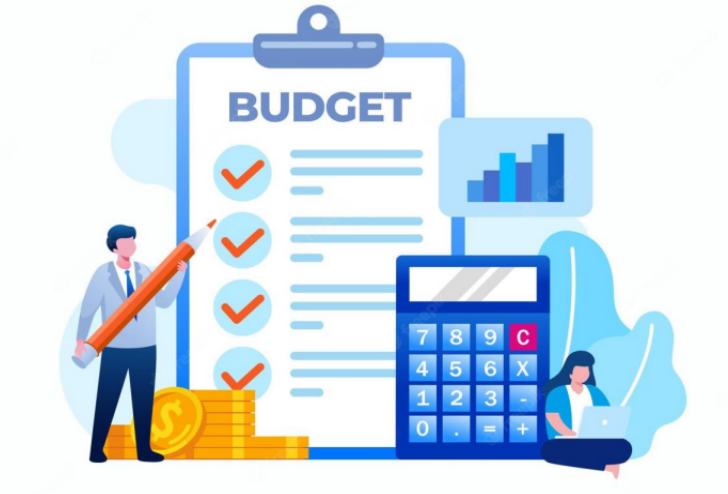 BUDGET
7 8 9 C
4 5 6 X
1 2 3 -
0 . = +
$